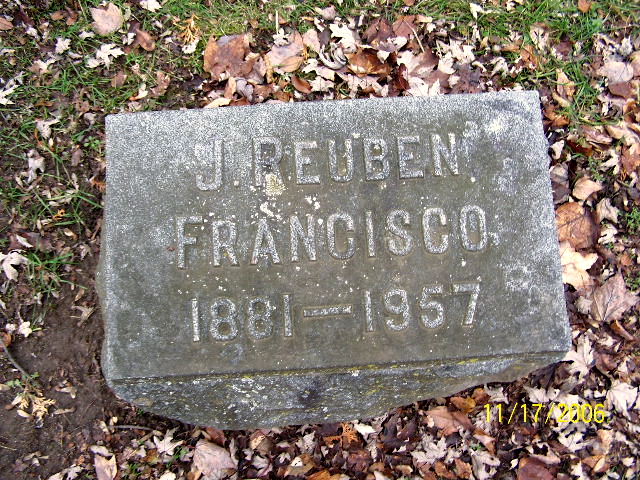 J. REUBEN
FRANCISCO
1881—1957
11/17/2006